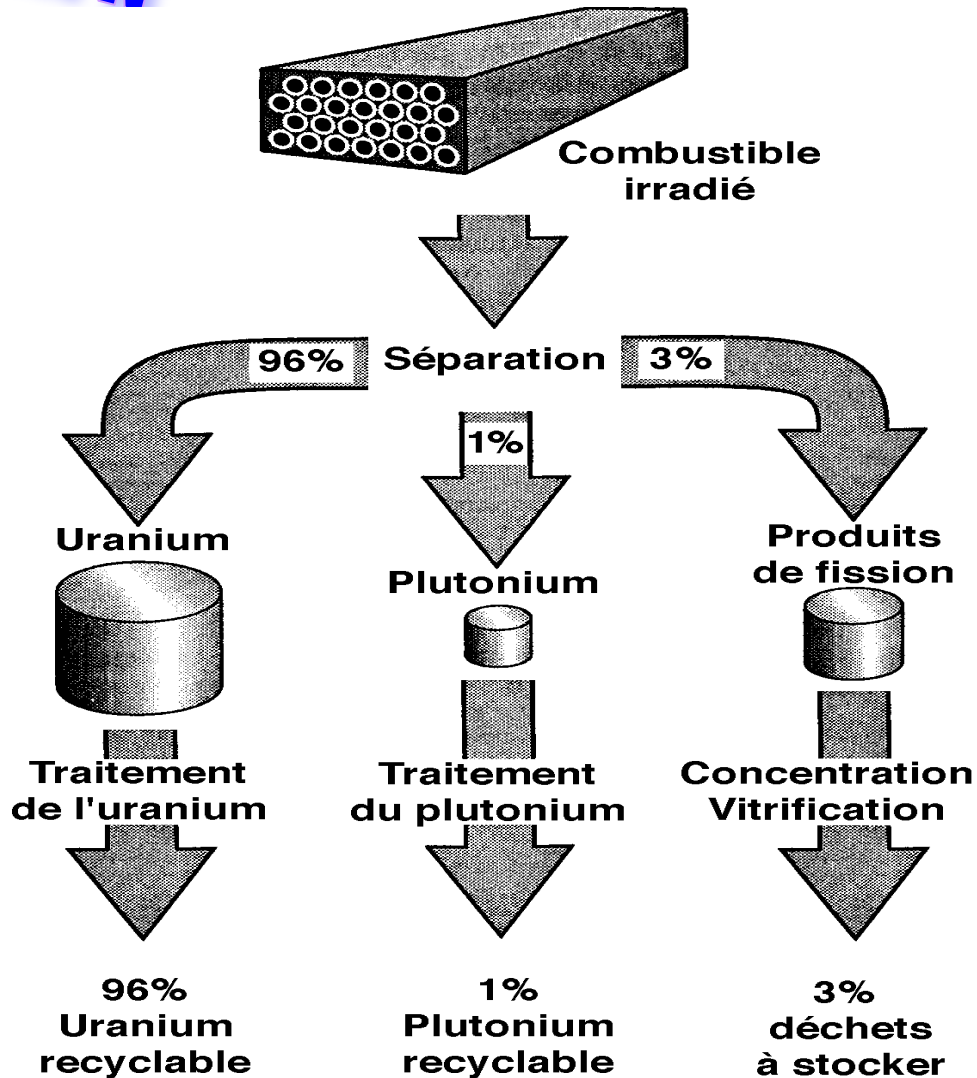 Combustible
irradié
96%
Séparation
3%
1%
Uranium
Plutonium
Produits
de fission
Traitement
de l'uranium
Traitement
du plutonium
Concentration
Vitrification
96%
Uranium
recyclable
1%
Plutonium
recyclable
3%
déchets
à stocker